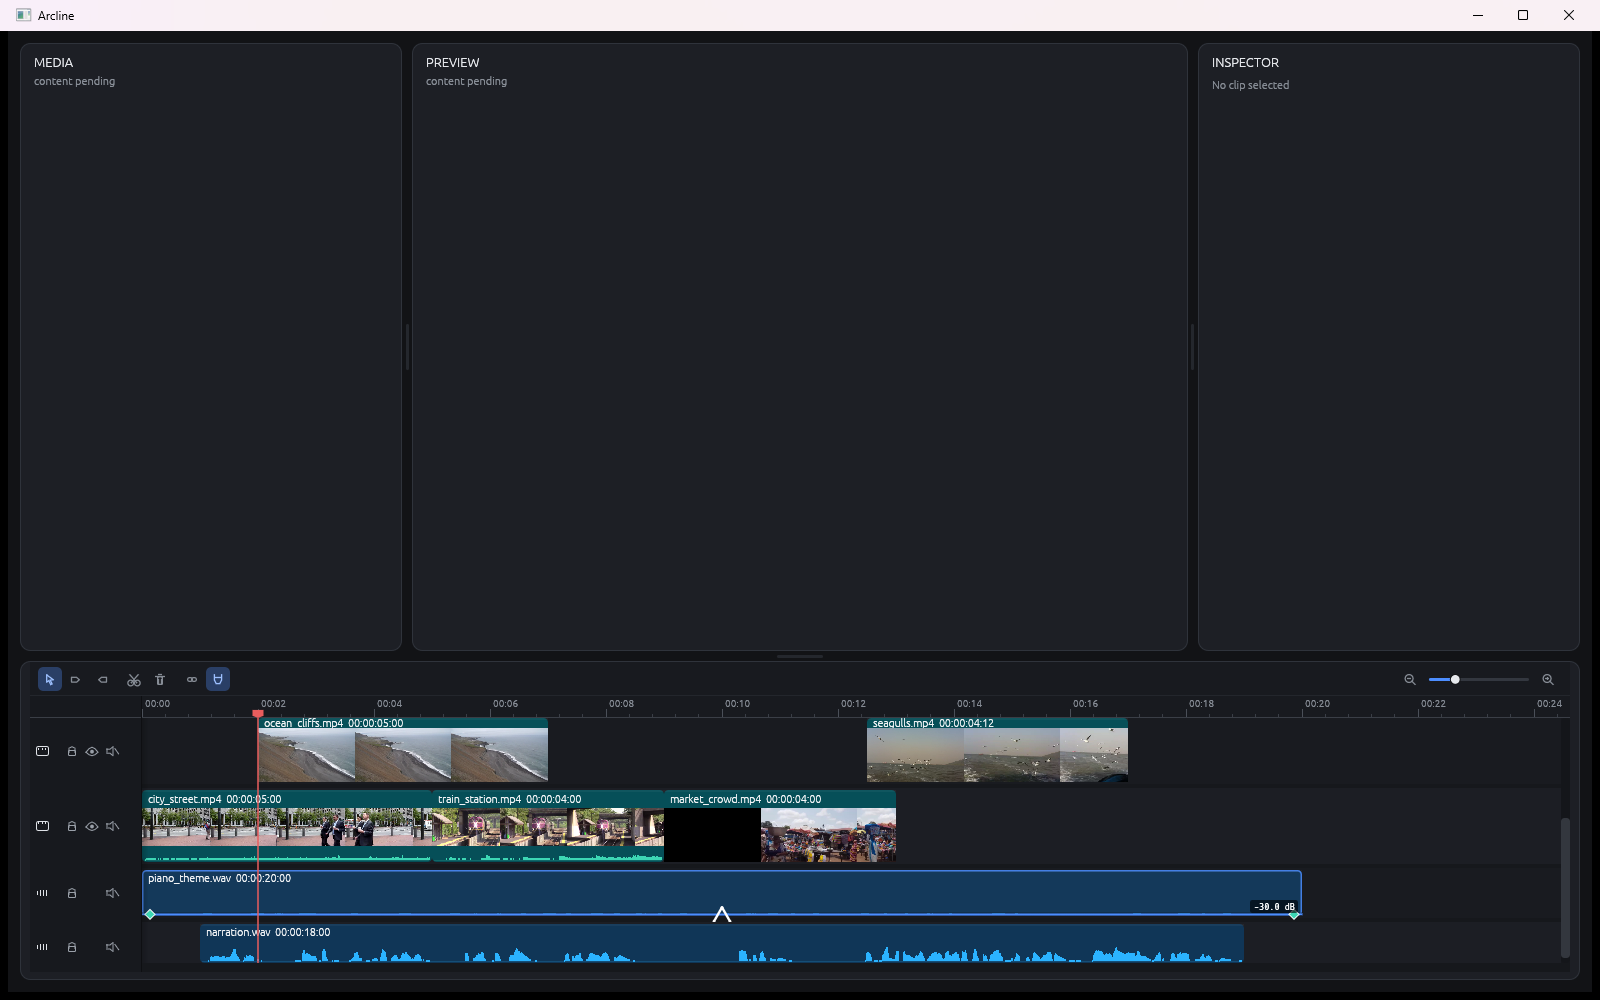 Arcline
MEDIA
content pending
PREVIEW
content pending
INSPECTOR
No clip selected
00:00 00:02 00:04 00:06 00:08 00:10 00:12 00:14 00:16 00:18 00:20 00:22 00:24
ocean_cliffs.mp4 00:00:05:00
seagulls.mp4 00:00:04:12
city_street.mp4 00:00:05:00
train_station.mp4 00:00:04:00
market_crowd.mp4 00:00:04:00
piano_theme.wav 00:00:20:00
-30.0 dB
narration.wav 00:00:18:00